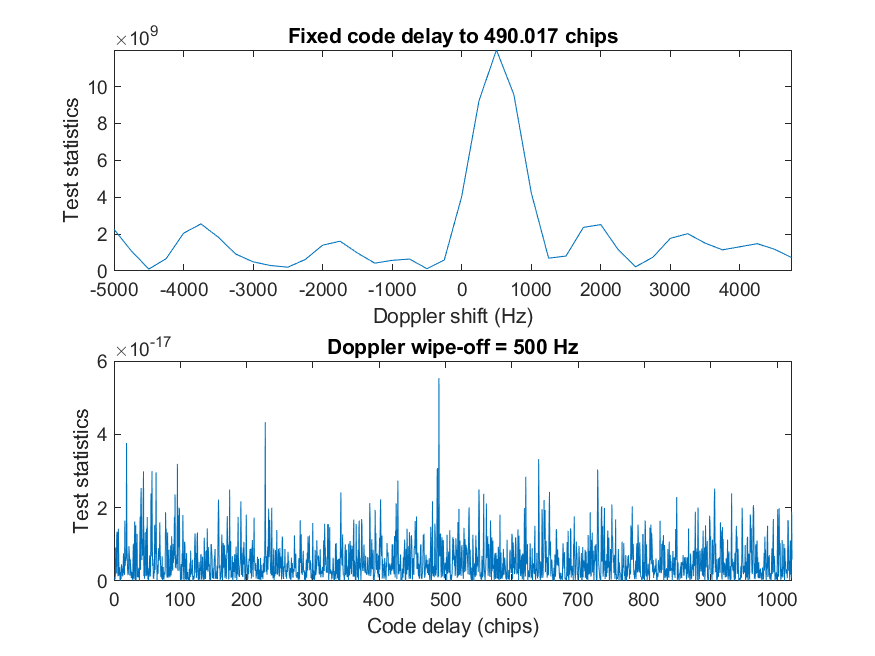 ×10^9
Fixed code delay to 490.017 chips
10
8
6
4
2
0
Test statistics
-5000 -4000 -3000 -2000 -1000 0 1000 2000 3000 4000
Doppler shift (Hz)
×10^-17
Doppler wipe-off = 500 Hz
6
4
2
0
Test statistics
0 100 200 300 400 500 600 700 800 900 1000
Code delay (chips)